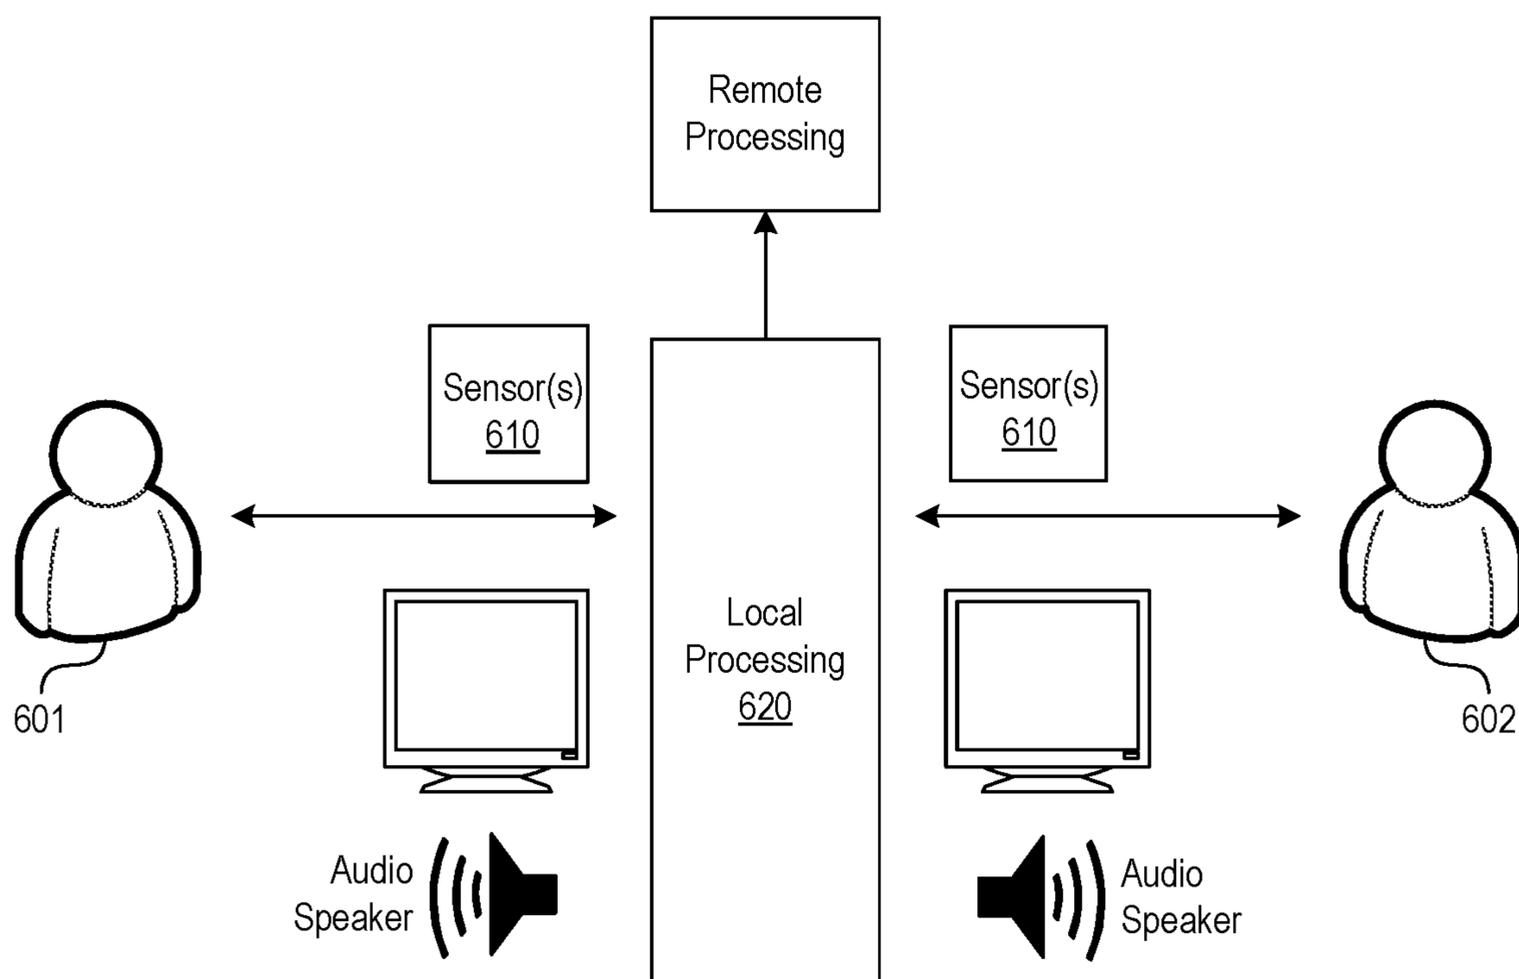 Remote
Processing
Sensor(s)
610
Sensor(s)
610
Local
Processing
620
601
602
Audio
Speaker
Audio
Speaker